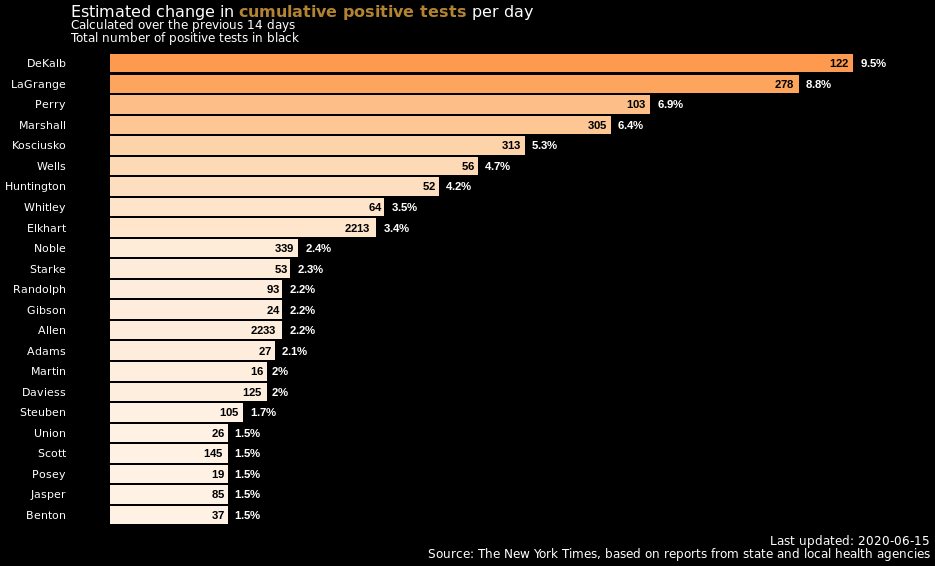 Estimated change in cumulative positive tests per day
Calculated over the previous 14 days
Total number of positive tests in black
DeKalb 122 9.5%
LaGrange 278 8.8%
Perry 103 6.9%
Marshall 305 6.4%
Kosciusko 313 5.3%
Wells 56 4.7%
Huntington 52 4.2%
Whitley 64 3.5%
Elkhart 2213 3.4%
Noble 339 2.4%
Starke 53 2.3%
Randolph 93 2.2%
Gibson 24 2.2%
Allen 2233 2.2%
Adams 27 2.1%
Martin 16 2%
Daviess 125 2%
Steuben 105 1.7%
Union 26 1.5%
Scott 145 1.5%
Posey 19 1.5%
Jasper 85 1.5%
Benton 37 1.5%
Last updated: 2020-06-15
Source: The New York Times, based on reports from state and local health agencies